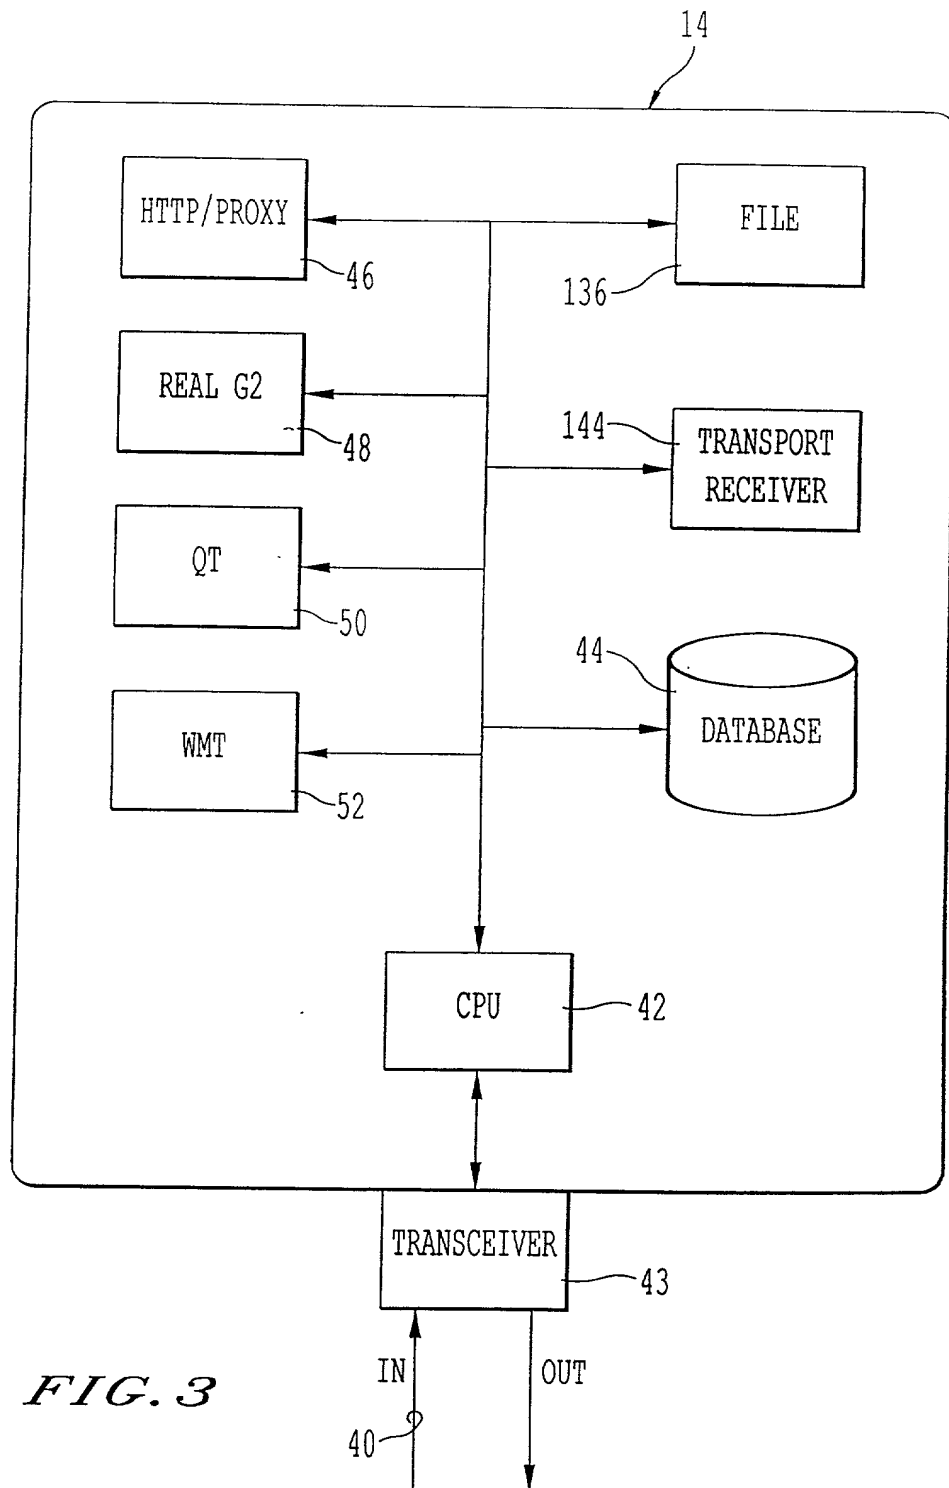 14
HTTP/PROXY
46
FILE
136
REAL G2
48
144
TRANSPORT
RECEIVER
QT
50
44
DATABASE
WMT
52
CPU
42
TRANSCEIVER
43
IN
OUT
40
FIG. 3